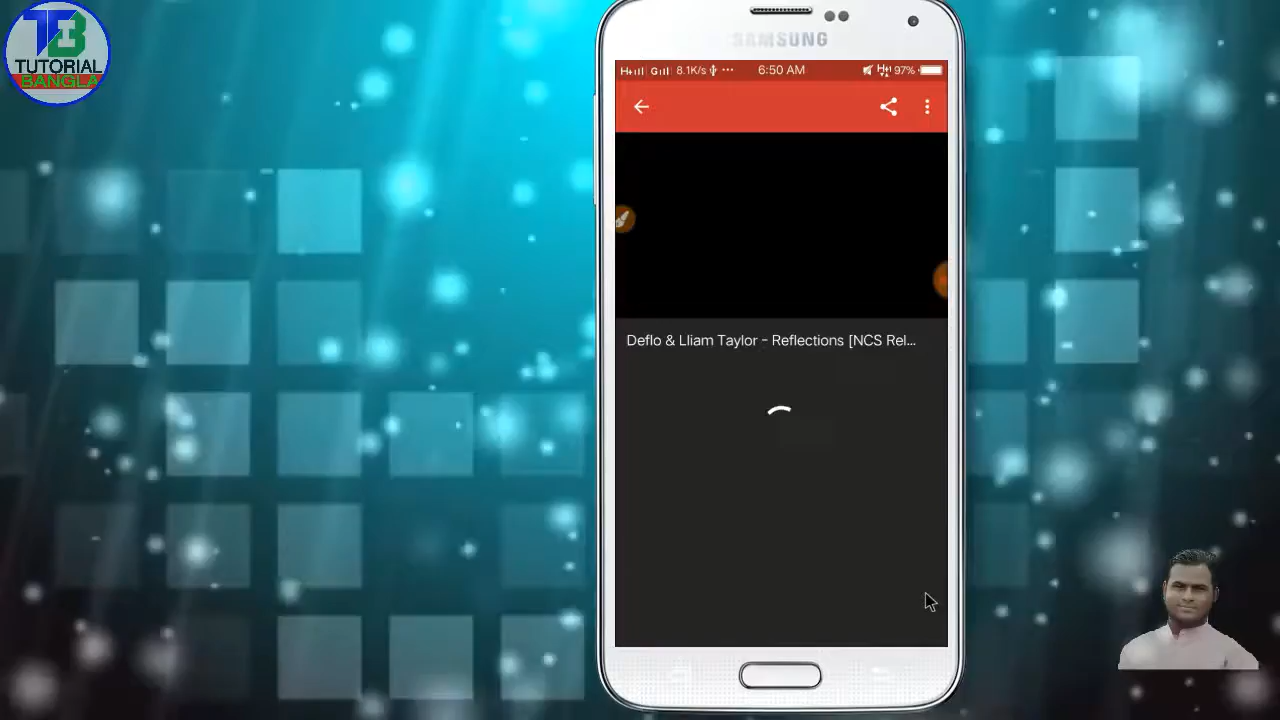 TB
TUTORIAL
BANGLA
SAMSUNG
H+ G 8.1K/s ··· 6:50 AM H+ 97%
Deflo & Lliam Taylor - Reflections [NCS Rel...